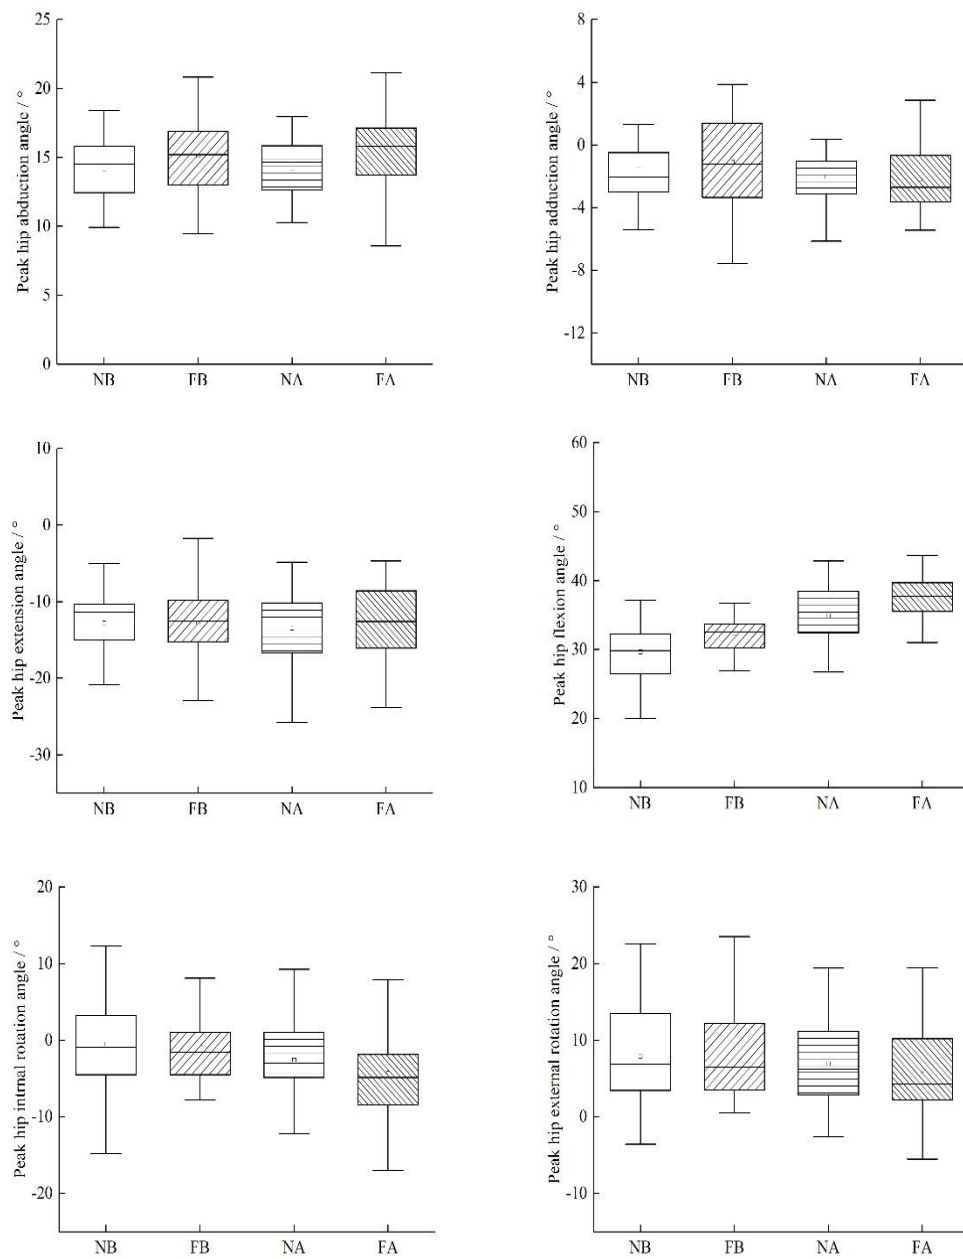 Peak hip abduction angle / °
25
20
15
10
5
0
NB FB NA FA
Peak hip adduction angle / °
8
4
0
-4
-8
-12
NB FB NA FA
Peak hip extension angle / °
10
0
-10
-20
-30
NB FB NA FA
Peak hip flexion angle / °
60
50
40
30
20
10
NB FB NA FA
Peak hip intrnal rotation angle / °
20
10
0
-10
-20
NB FB NA FA
Peak hip external rotation angle / °
30
20
10
0
-10
NB FB NA FA